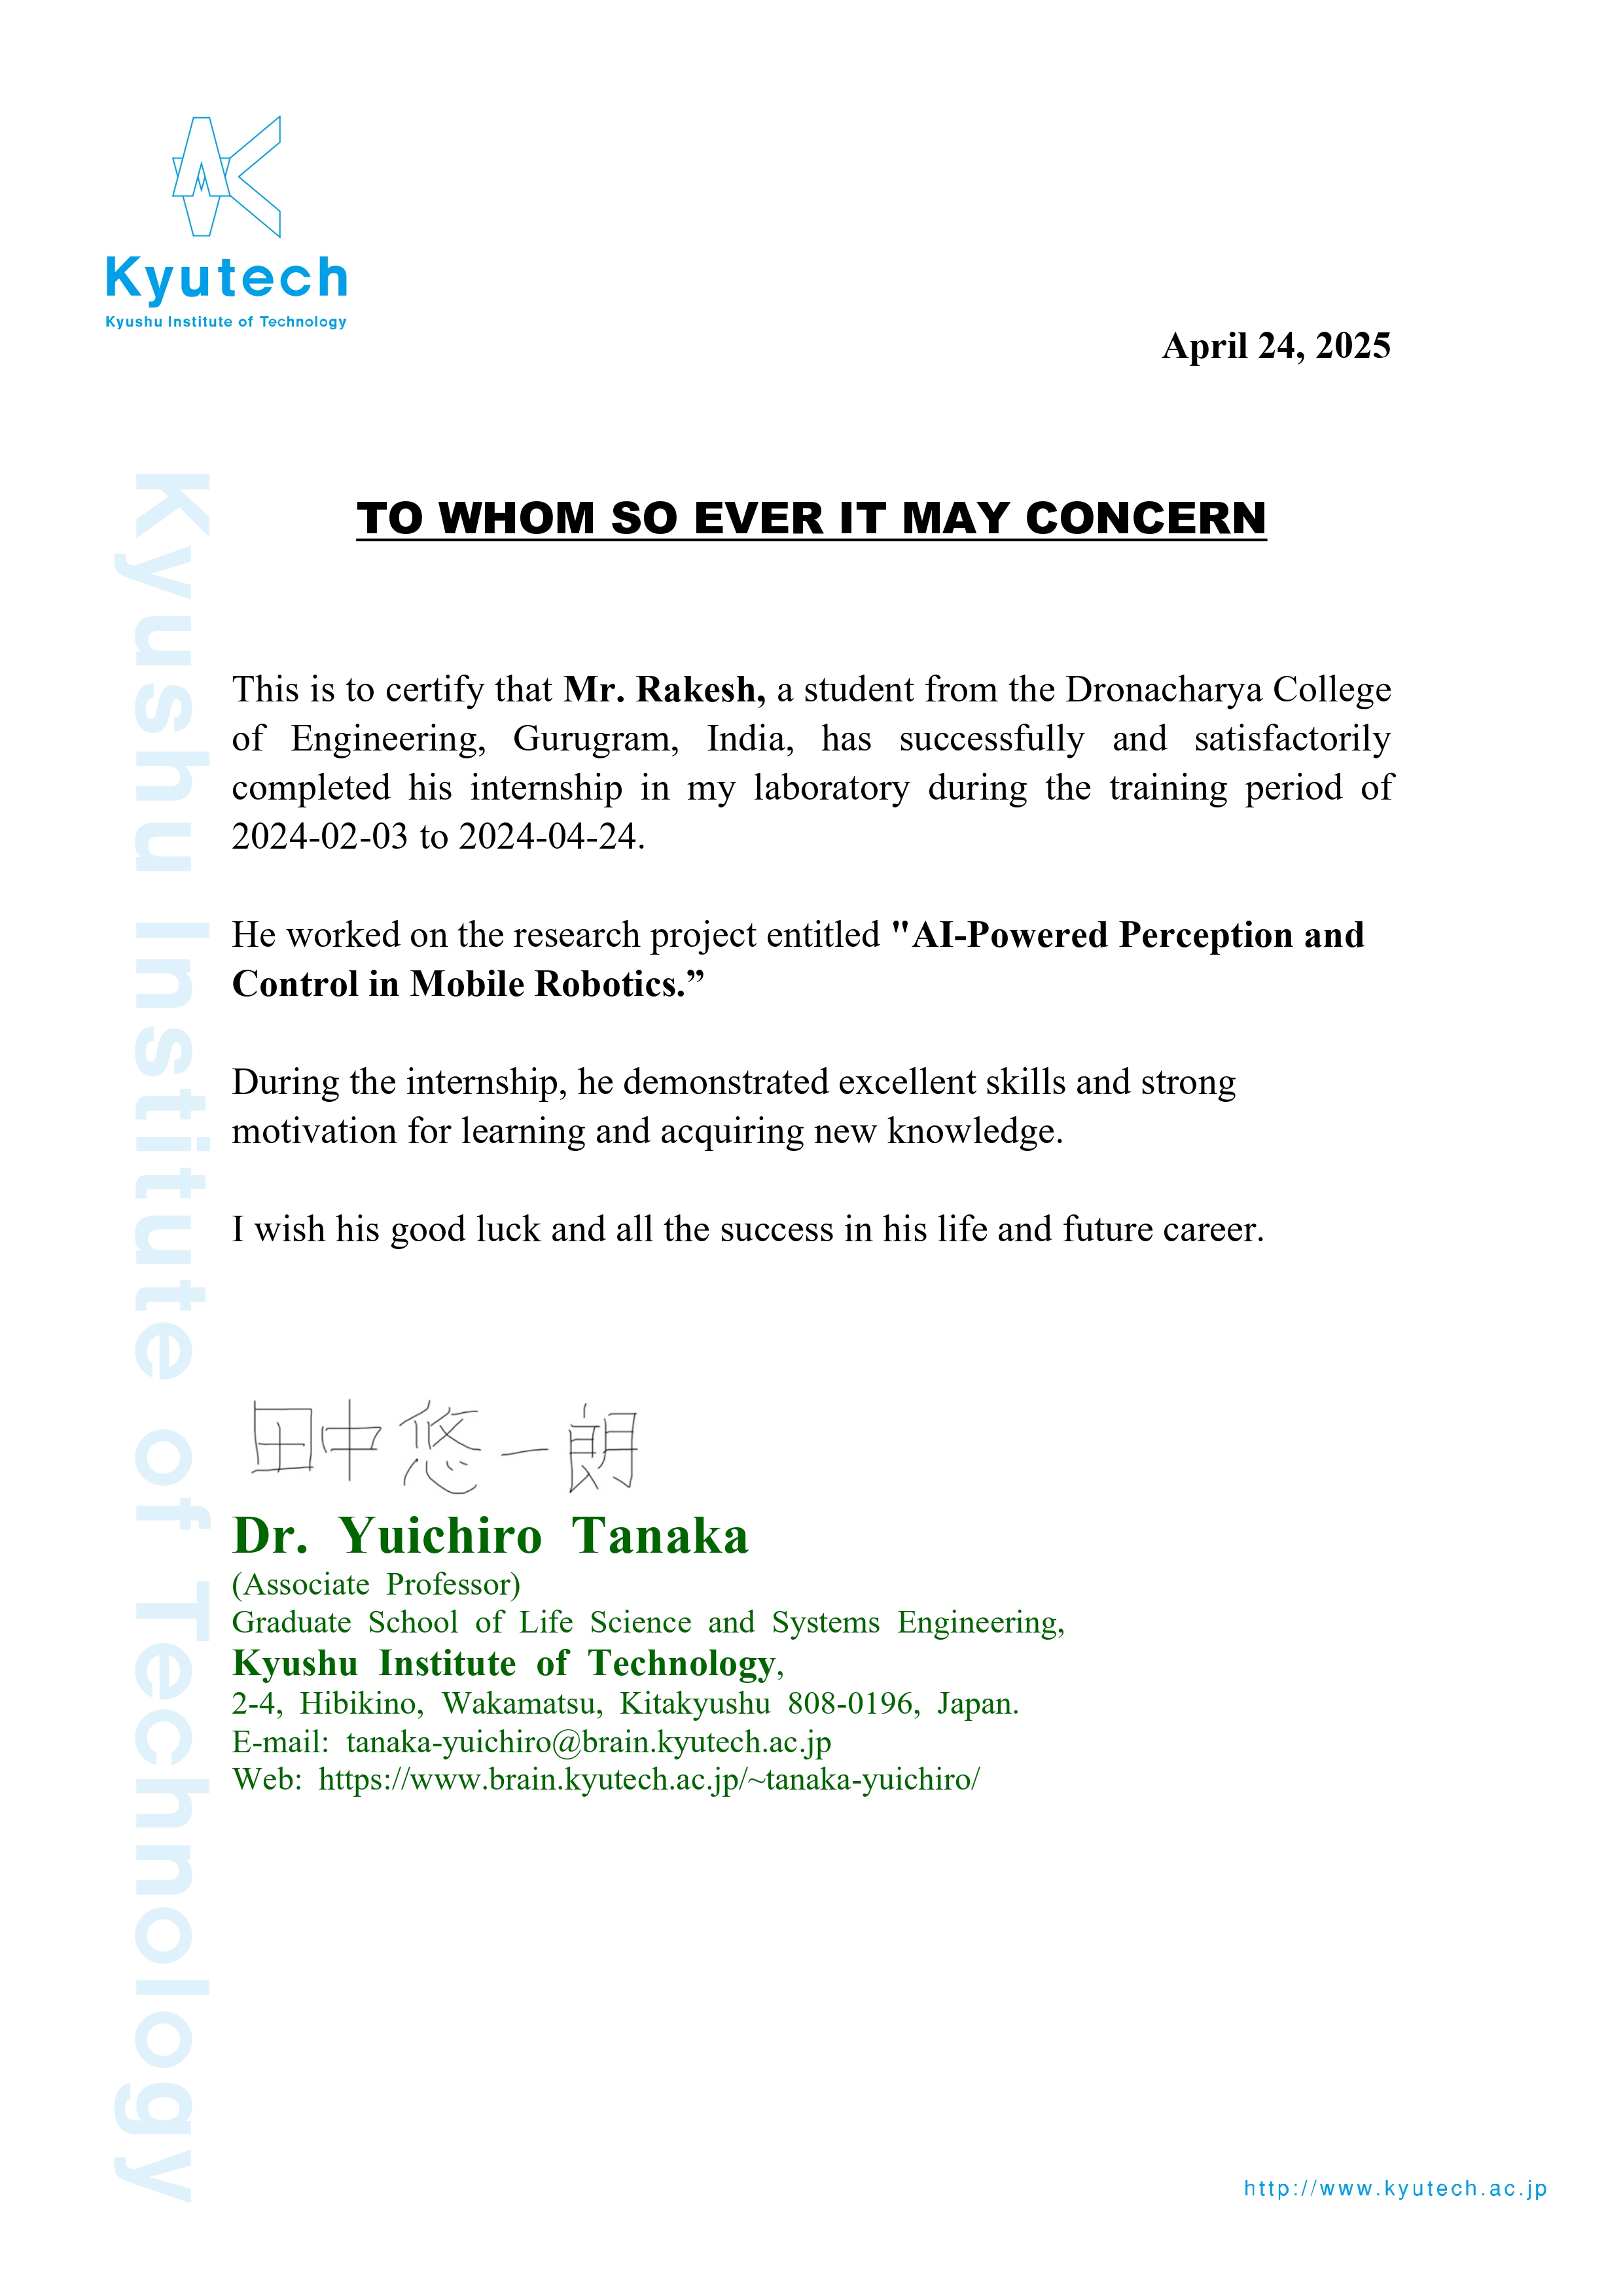 Kyutech
Kyushu Institute of Technology
April 24, 2025
TO WHOM SO EVER IT MAY CONCERN
Kyushu Institute of Technology
This is to certify that Mr. Rakesh, a student from the Dronacharya College
of Engineering, Gurugram, India, has successfully and satisfactorily
completed his internship in my laboratory during the training period of
2024-02-03 to 2024-04-24.
He worked on the research project entitled "AI-Powered Perception and
Control in Mobile Robotics.”
During the internship, he demonstrated excellent skills and strong
motivation for learning and acquiring new knowledge.
I wish his good luck and all the success in his life and future career.
田中悠一朗
Dr. Yuichiro Tanaka
(Associate Professor)
Graduate School of Life Science and Systems Engineering,
Kyushu Institute of Technology,
2-4, Hibikino, Wakamatsu, Kitakyushu 808-0196, Japan.
E-mail: tanaka-yuichiro@brain.kyutech.ac.jp
Web: https://www.brain.kyutech.ac.jp/~tanaka-yuichiro/
http://www.kyutech.ac.jp